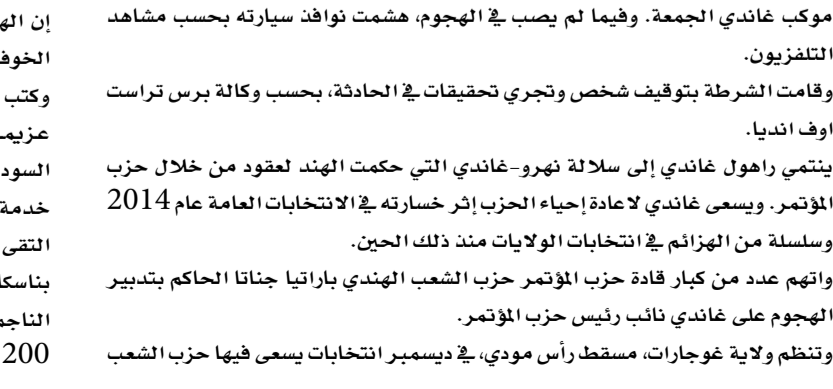 موكب غاندي الجمعة. وفيما لم يصب في الهجوم، هشمت نوافذ سيارته بحسب مشاهد
التلفزيون.
وقامت الشرطة بتوقيف شخص وتجري تحقيقات في الحادثة، بحسب وكالة برس تراست
اوف انديا.
ينتمي راهول غاندي إلى سلالة نهرو-غاندي التي حكمت الهند لعقود من خلال حزب
المؤتمر. ويسعى غاندي لاعادة إحياء الحزب إثر خسارته في الانتخابات العامة عام 2014
وسلسلة من الهزائم في انتخابات الولايات منذ ذلك الحين.
واتهم عدد من كبار قادة حزب المؤتمر حزب الشعب الهندي باراتيا جناتا الحاكم بتدبير
الهجوم على غاندي نائب رئيس حزب المؤتمر.
وتنظم ولاية غوجارات، مسقط رأس مودي، في ديسمبر انتخابات يسعى فيها حزب الشعب
إن
وكتب
خدمة
التقى
200